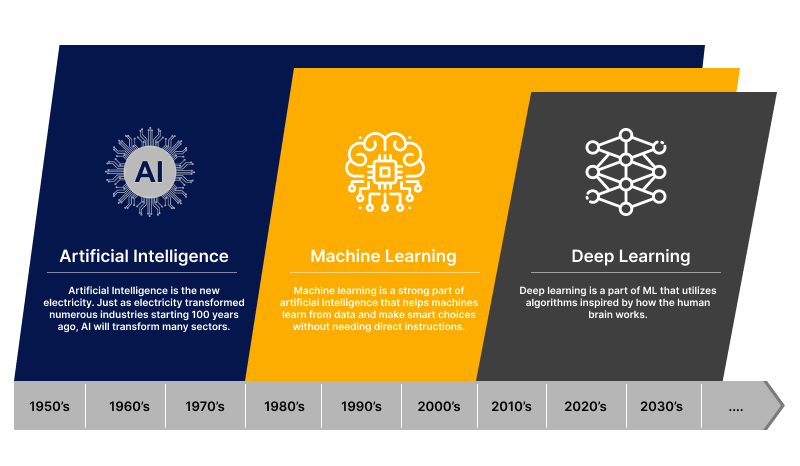 AI
Artificial Intelligence
Artificial Intelligence is the new
electricity. Just as electricity transformed
numerous industries starting 100 years
ago, AI will transform many sectors.
Machine Learning
Machine learning is a strong part of
artificial intelligence that helps machines
learn from data and make smart choices
without needing direct instructions.
Deep Learning
Deep learning is a part of ML that utilizes
algorithms inspired by how the human
brain works.
1950’s 1960’s 1970’s 1980’s 1990’s 2000’s 2010’s 2020’s 2030’s ....